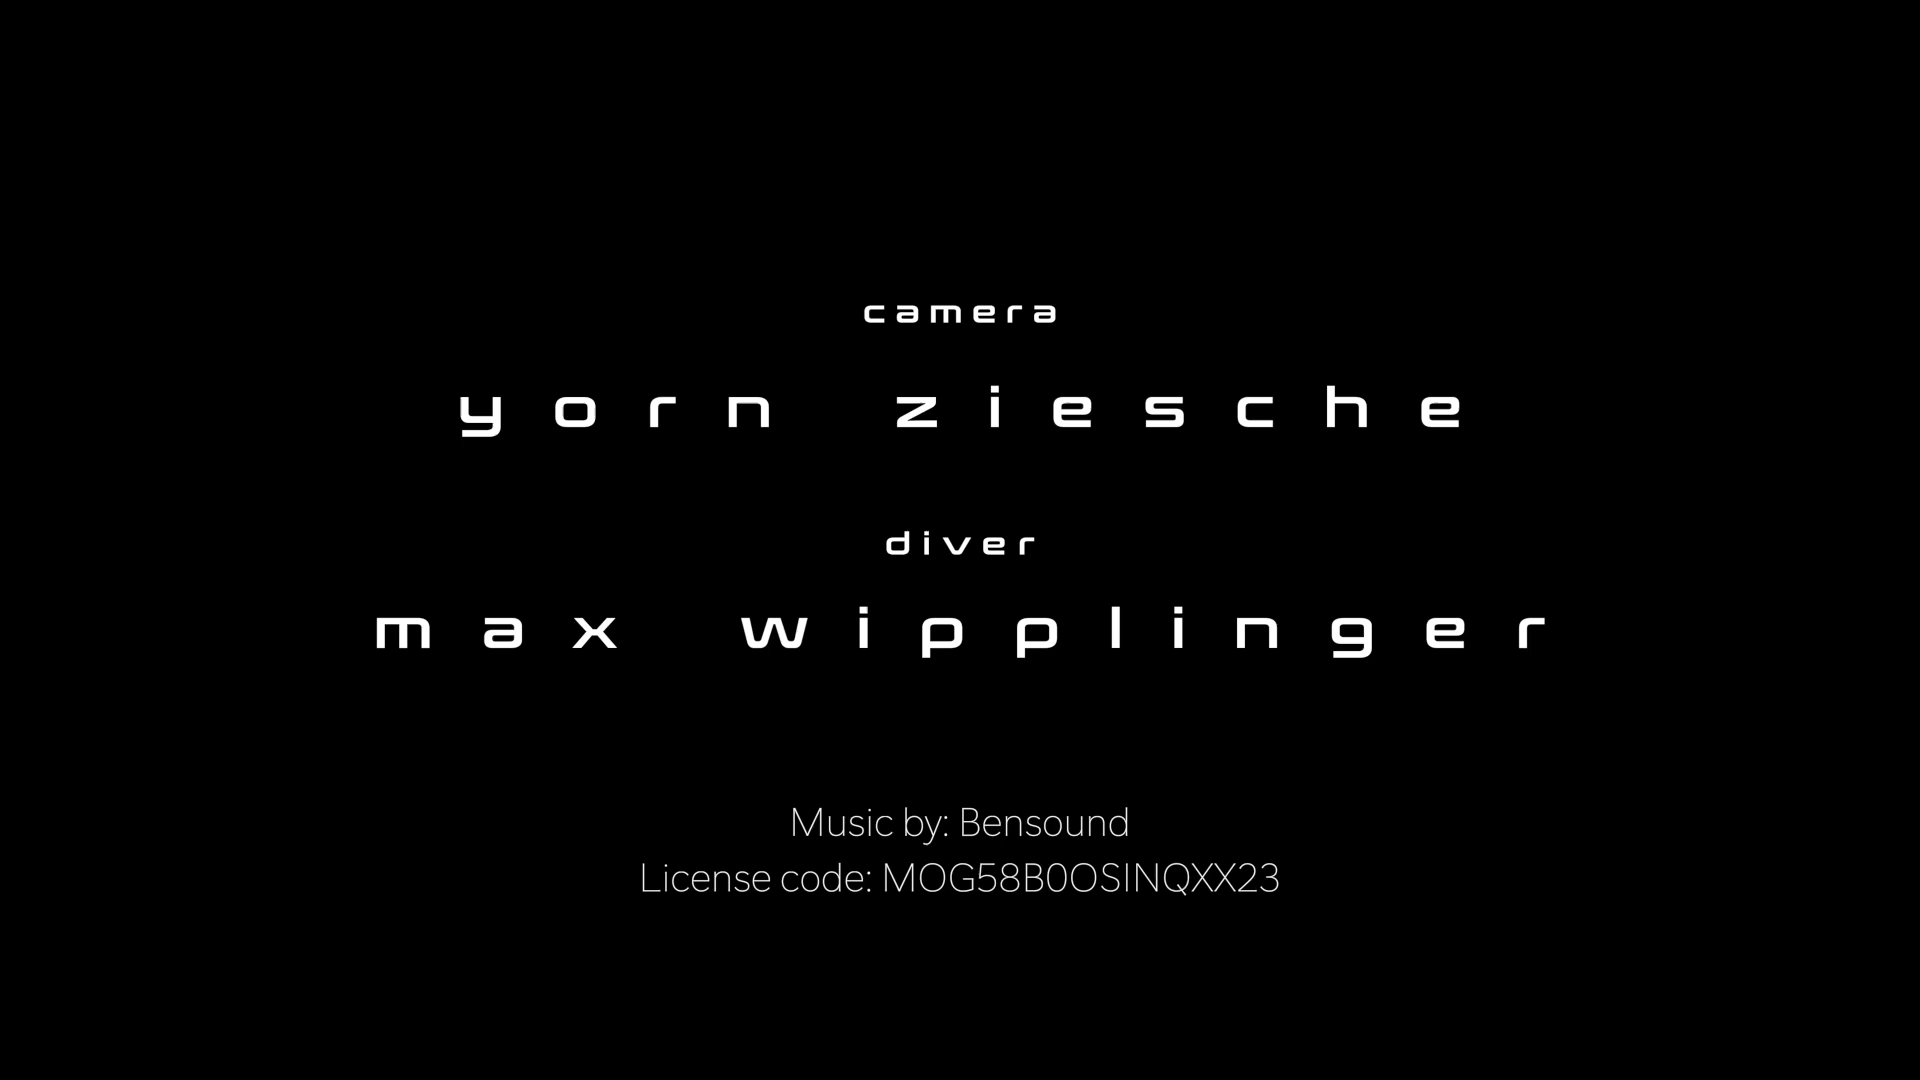 camera
yorn ziesche
diver
max wipplinger
Music by: Bensound
License code: MOG58B0OSINQXX23